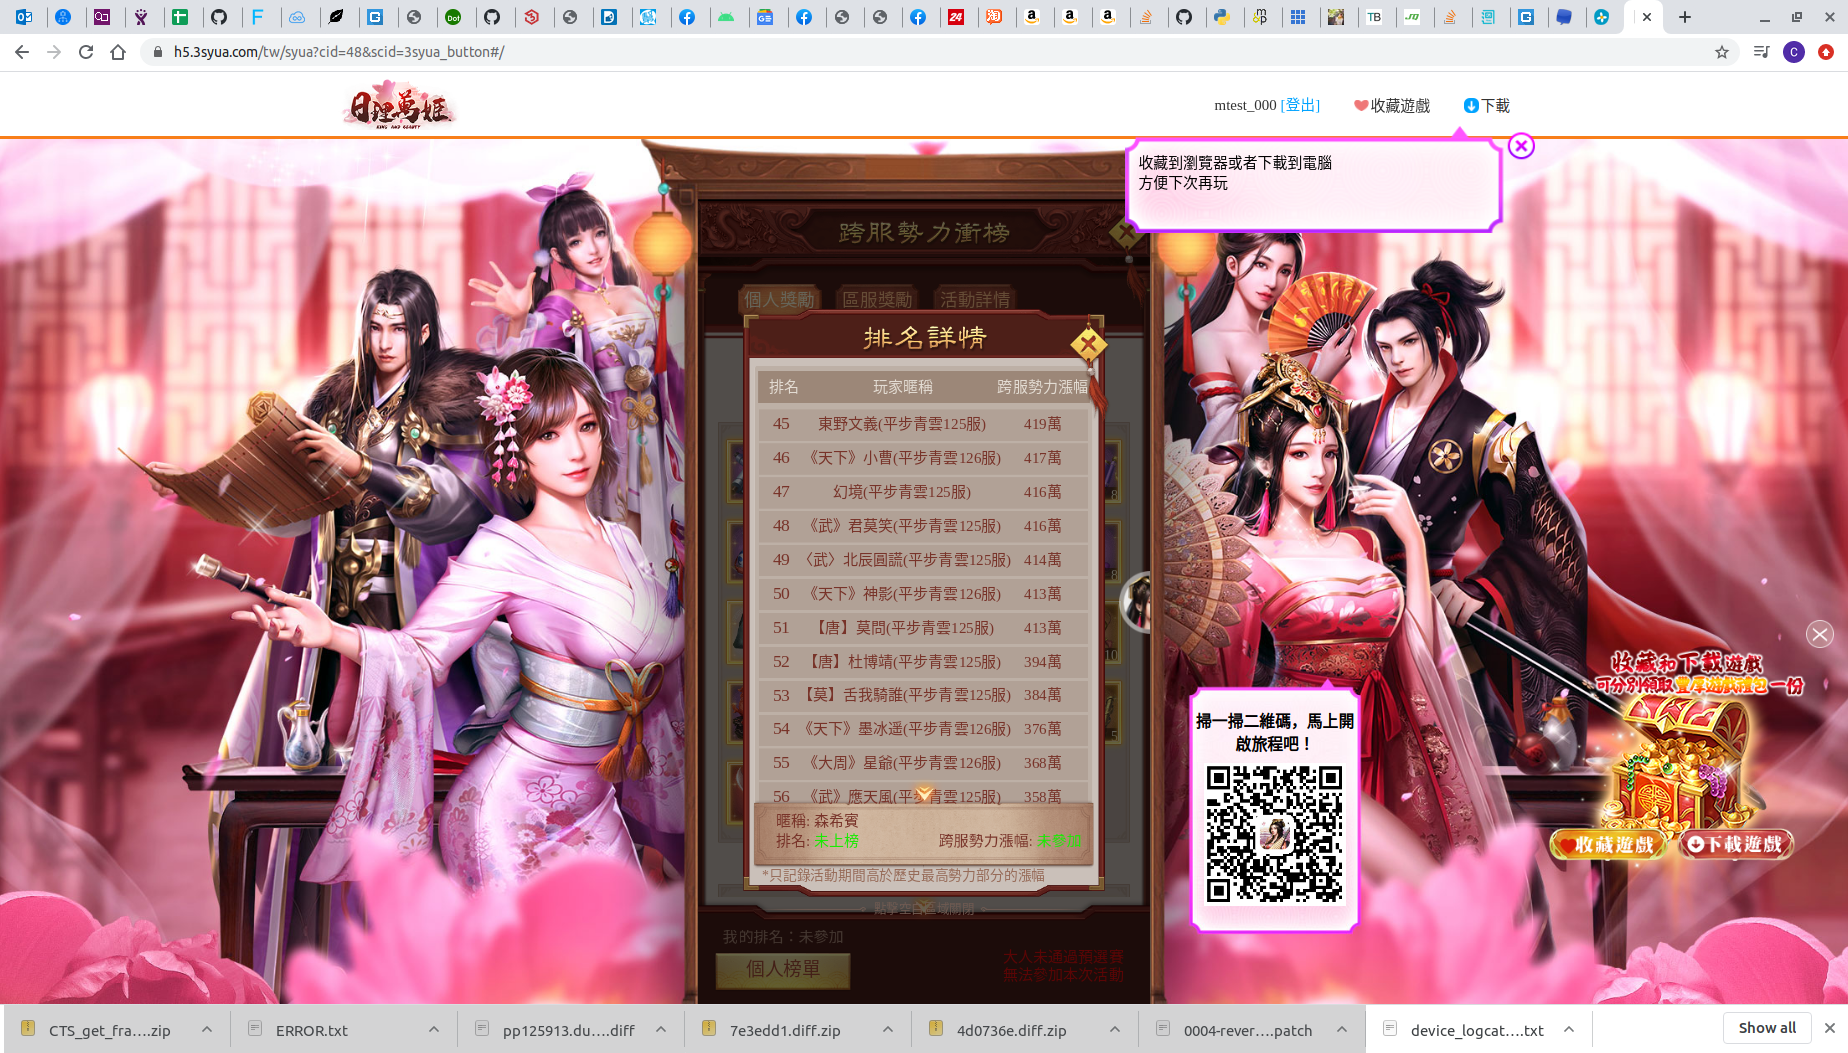 h5.3syua.com/tw/syua?cid=48&scid=3syua_button#/
日理萬姬
KING AND BEAUTY
mtest_000 [登出]
收藏遊戲
下載
收藏到瀏覽器或者下載到電腦
方便下次再玩
跨服勢力衝榜
個人獎勵 區服獎勵 活動詳情
排名詳情
排名 玩家暱稱 跨服勢力漲幅
45 東野文義(平步青雲125服) 419萬
46 《天下》小曹(平步青雲126服) 417萬
47 幻境(平步青雲125服) 416萬
48 《武》君莫笑(平步青雲125服) 416萬
49 〈武〉北辰圓謊(平步青雲125服) 414萬
50 《天下》神影(平步青雲126服) 413萬
51 【唐】莫問(平步青雲125服) 413萬
52 【唐】杜博靖(平步青雲125服) 394萬
53 【莫】舌我騎誰(平步青雲125服) 384萬
54 《天下》墨冰遥(平步青雲126服) 376萬
55 《大周》星爺(平步青雲126服) 368萬
56 《武》應天風(平步青雲125服) 358萬
暱稱: 森希賓
排名: 未上榜 跨服勢力漲幅: 未參加
*只記錄活動期間高於歷史最高勢力部分的漲幅
點擊空白區域關閉
我的排名：未參加
個人榜單
大人未通過預選賽
無法參加本次活動
掃一掃二維碼，馬上開
啟旅程吧！
收藏和下載遊戲
可分別領取豐厚遊戲禮包一份
收藏遊戲
下載遊戲
CTS_get_fra....zip
ERROR.txt
pp125913.du....diff
7e3edd1.diff.zip
4d0736e.diff.zip
0004-rever....patch
device_logcat....txt
Show all